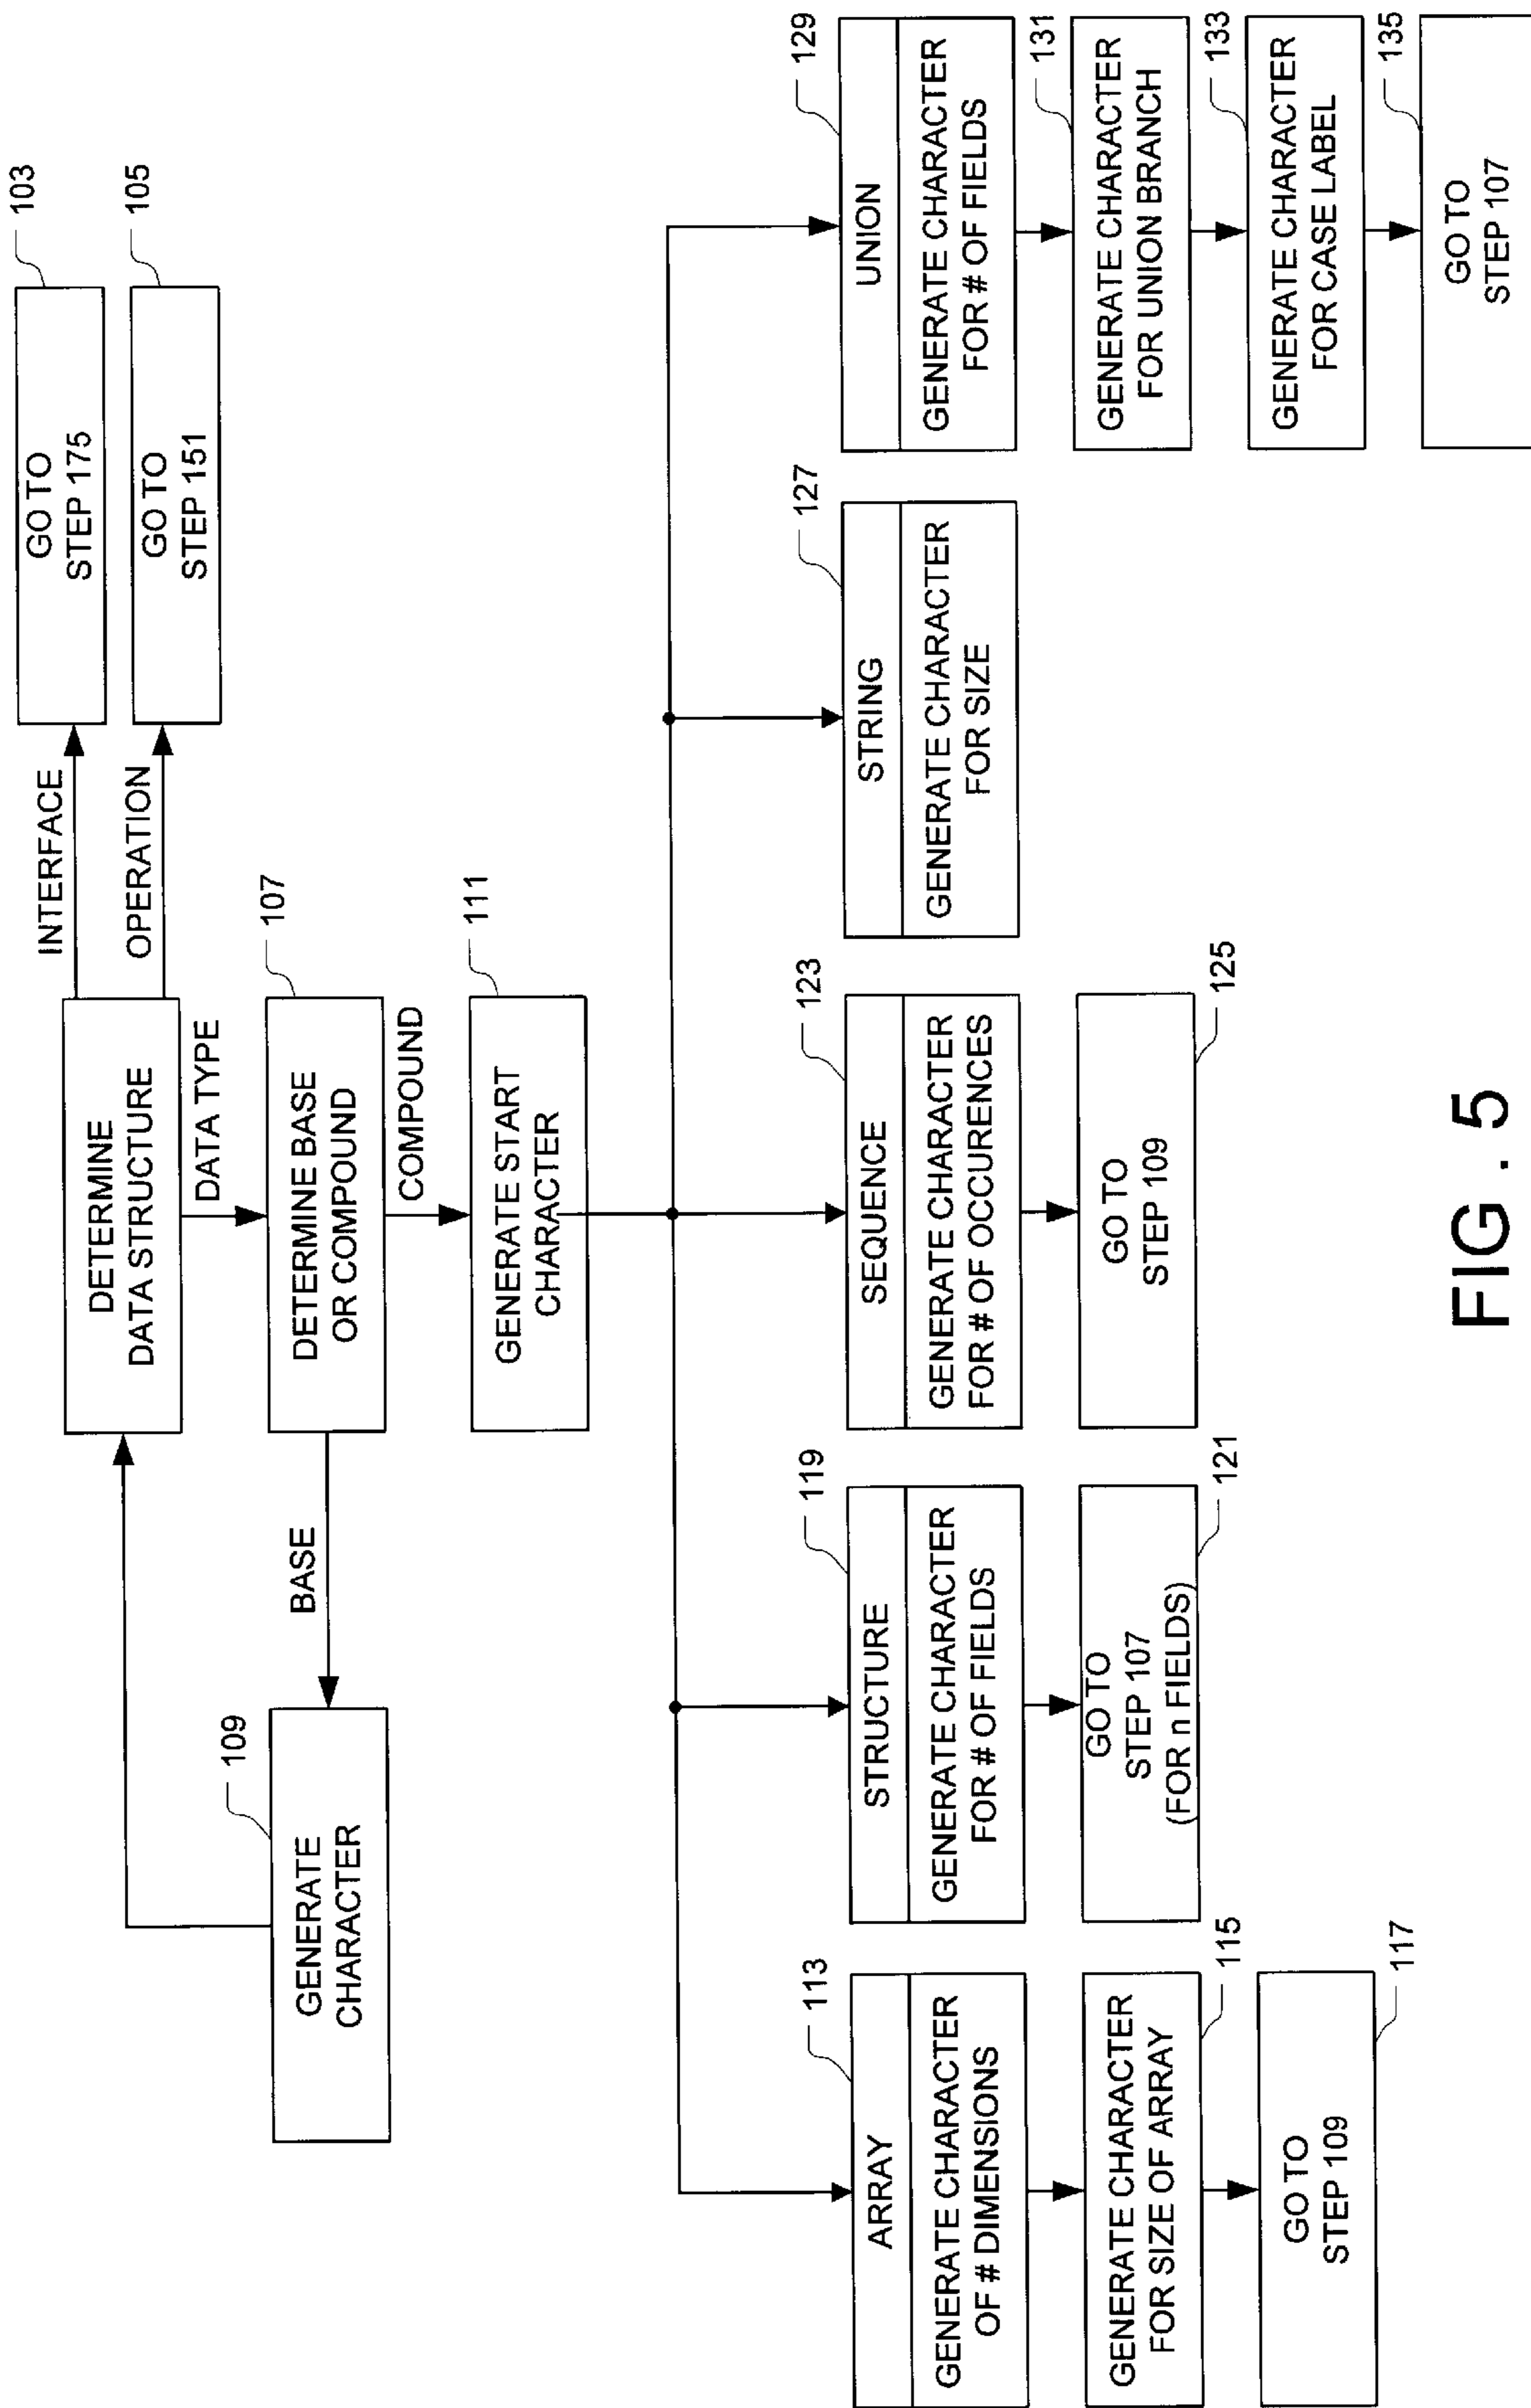 103
GO TO
STEP 175
105
GO TO
STEP 151
INTERFACE
OPERATION
DETERMINE
DATA STRUCTURE
DATA TYPE
107
DETERMINE BASE
OR COMPOUND
BASE
109
GENERATE
CHARACTER
COMPOUND
111
GENERATE START
CHARACTER
113
ARRAY
GENERATE CHARACTER
OF # DIMENSIONS
115
GENERATE CHARACTER
FOR SIZE OF ARRAY
117
GO TO
STEP 109
119
STRUCTURE
GENERATE CHARACTER
FOR # OF FIELDS
121
GO TO
STEP 107
(FOR n FIELDS)
123
SEQUENCE
GENERATE CHARACTER
FOR # OF OCCURENCES
125
GO TO
STEP 109
127
STRING
GENERATE CHARACTER
FOR SIZE
129
UNION
GENERATE CHARACTER
FOR # OF FIELDS
131
GENERATE CHARACTER
FOR UNION BRANCH
133
GENERATE CHARACTER
FOR CASE LABEL
135
GO TO
STEP 107
FIG. 5